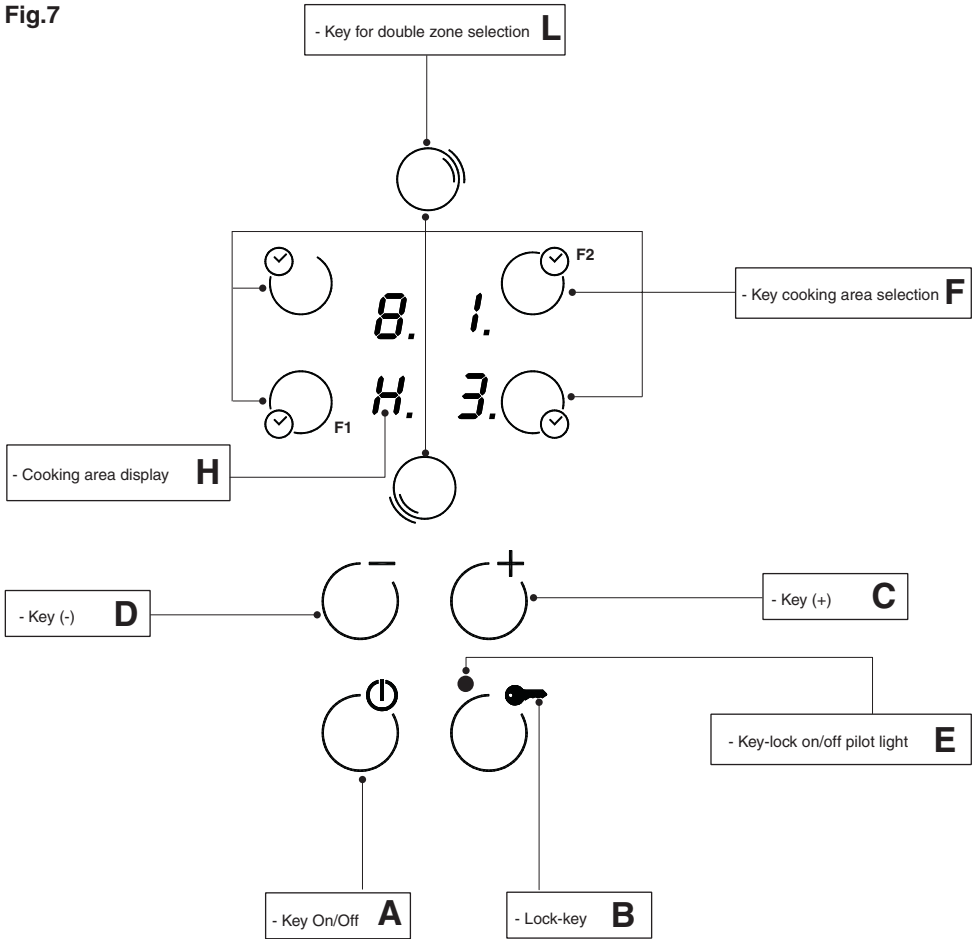 Fig.7
- Key for double zone selection L
F2
- Key cooking area selection F
8. 1.
H. 3.
F1
- Cooking area display H
- Key (-) D
- Key (+) C
- Key-lock on/off pilot light E
- Key On/Off A
- Lock-key B